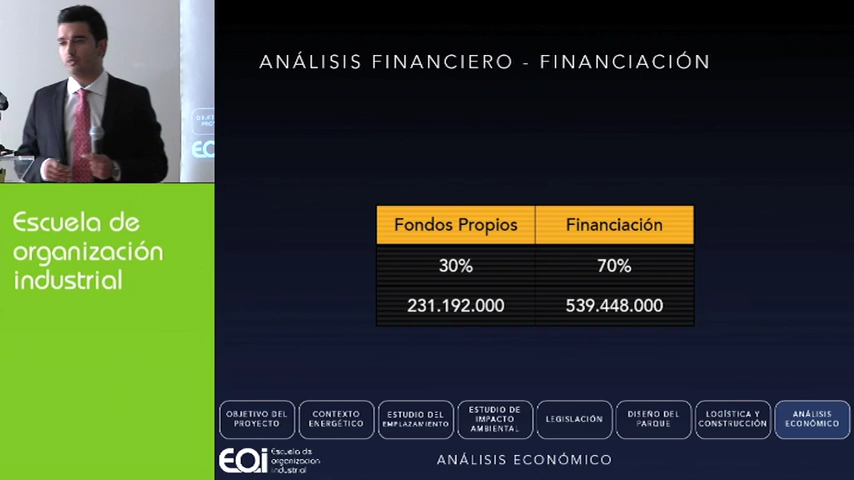 ANÁLISIS FINANCIERO - FINANCIACIÓN
EOi
Escuela de
organización
industrial
Fondos Propios Financiación
30% 70%
231.192.000 539.448.000
OBJETIVO DEL
PROYECTO
CONTEXTO
ENERGÉTICO
ESTUDIO DEL
EMPLAZAMIENTO
ESTUDIO DE
IMPACTO
AMBIENTAL
LEGISLACIÓN
DISEÑO DEL
PARQUE
LOGÍSTICA Y
CONSTRUCCIÓN
ANÁLISIS
ECONÓMICO
EOi
Escuela de
organización
industrial
ANÁLISIS ECONÓMICO